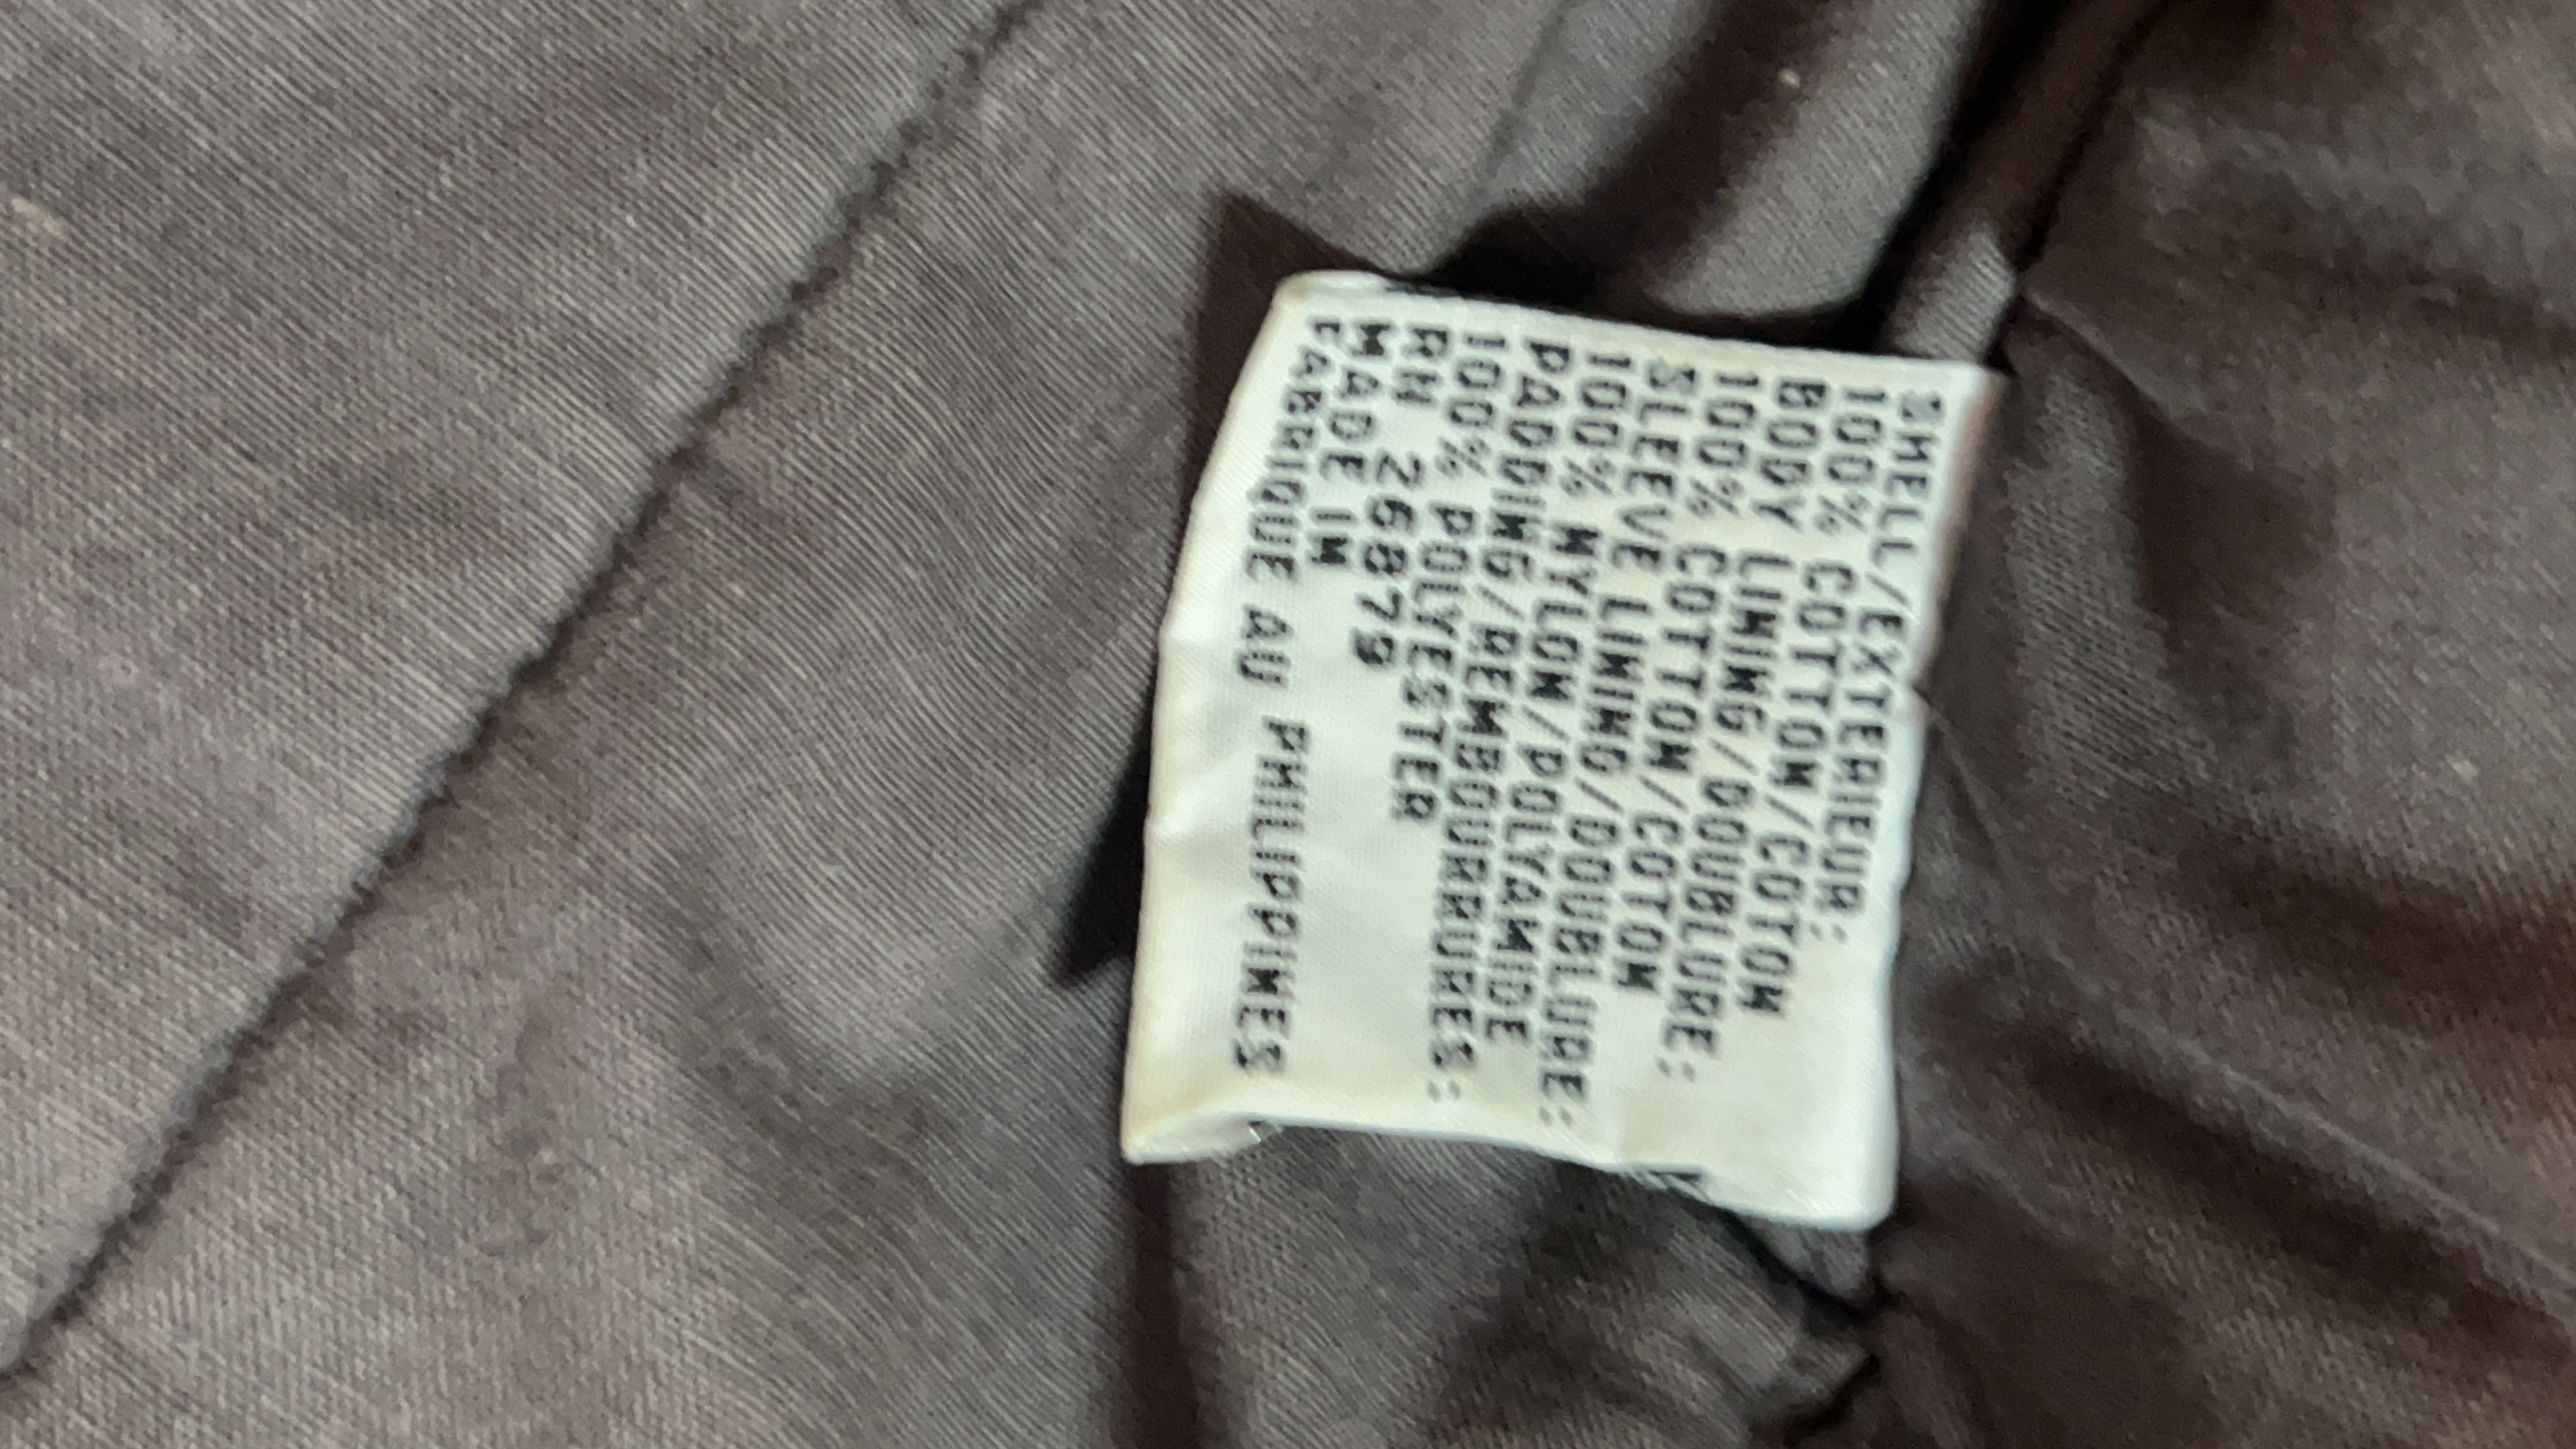 SHELL/EXTERIEUR:
100% COTTON/COTON
BODY LINING/DOUBLURE:
100% COTTON/COTON
SLEEVE LINING/DOUBLURE:
100% NYLON/POLYAMIDE
PADDING/REMBOURRURES:
100% POLYESTER
RN 26879
MADE IN
FABRIQUE AU PHILIPPINES